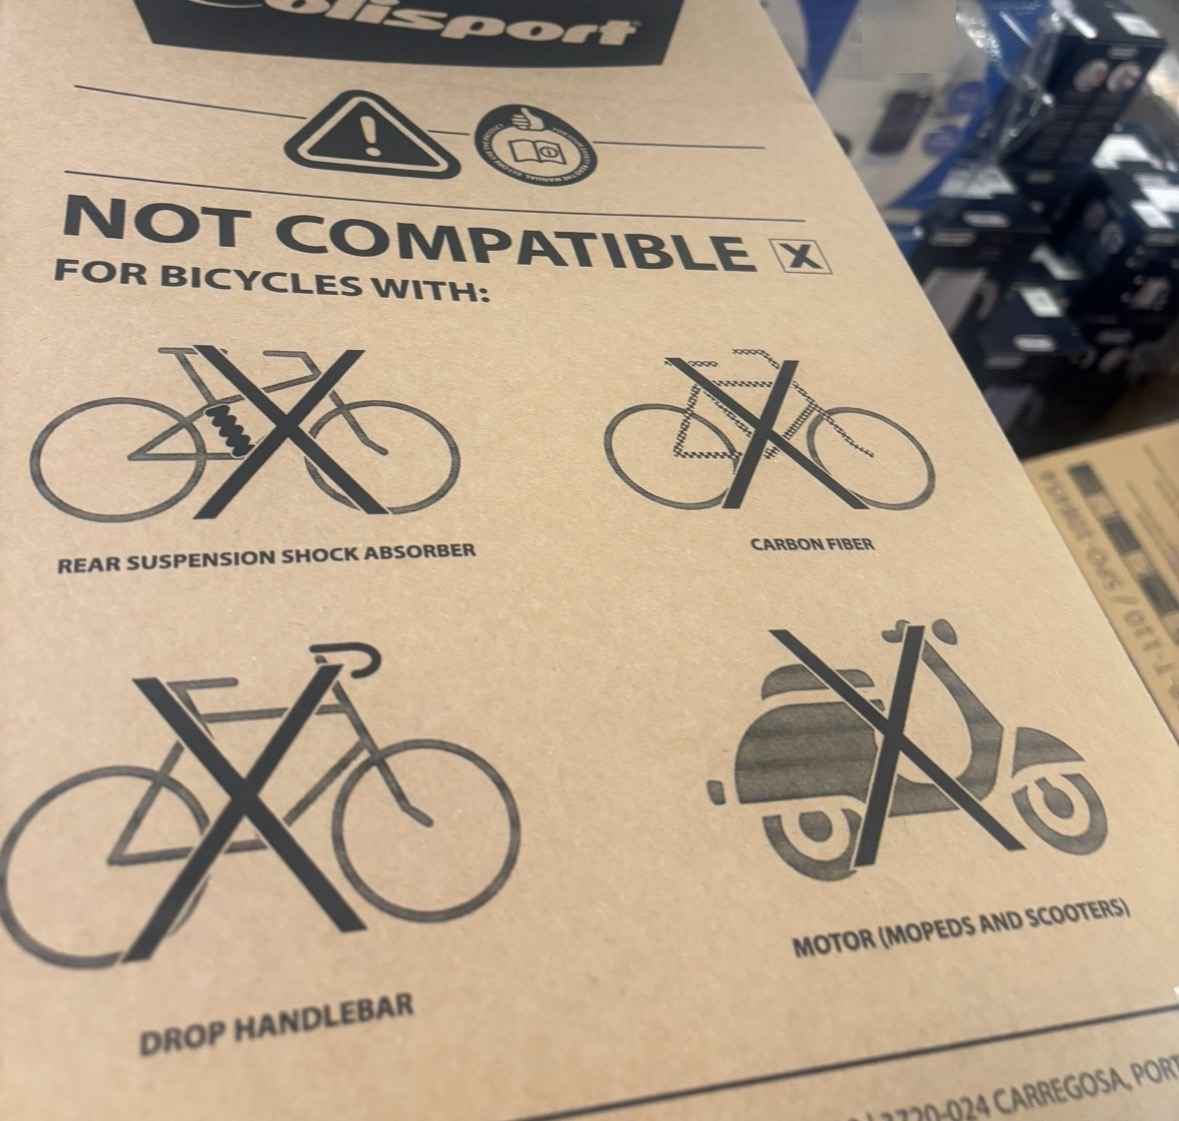 olisport
NOT COMPATIBLE X
FOR BICYCLES WITH:
REAR SUSPENSION SHOCK ABSORBER
CARBON FIBER
DROP HANDLEBAR
MOTOR (MOPEDS AND SCOOTERS)
3720-024 CARREGOSA, PORT